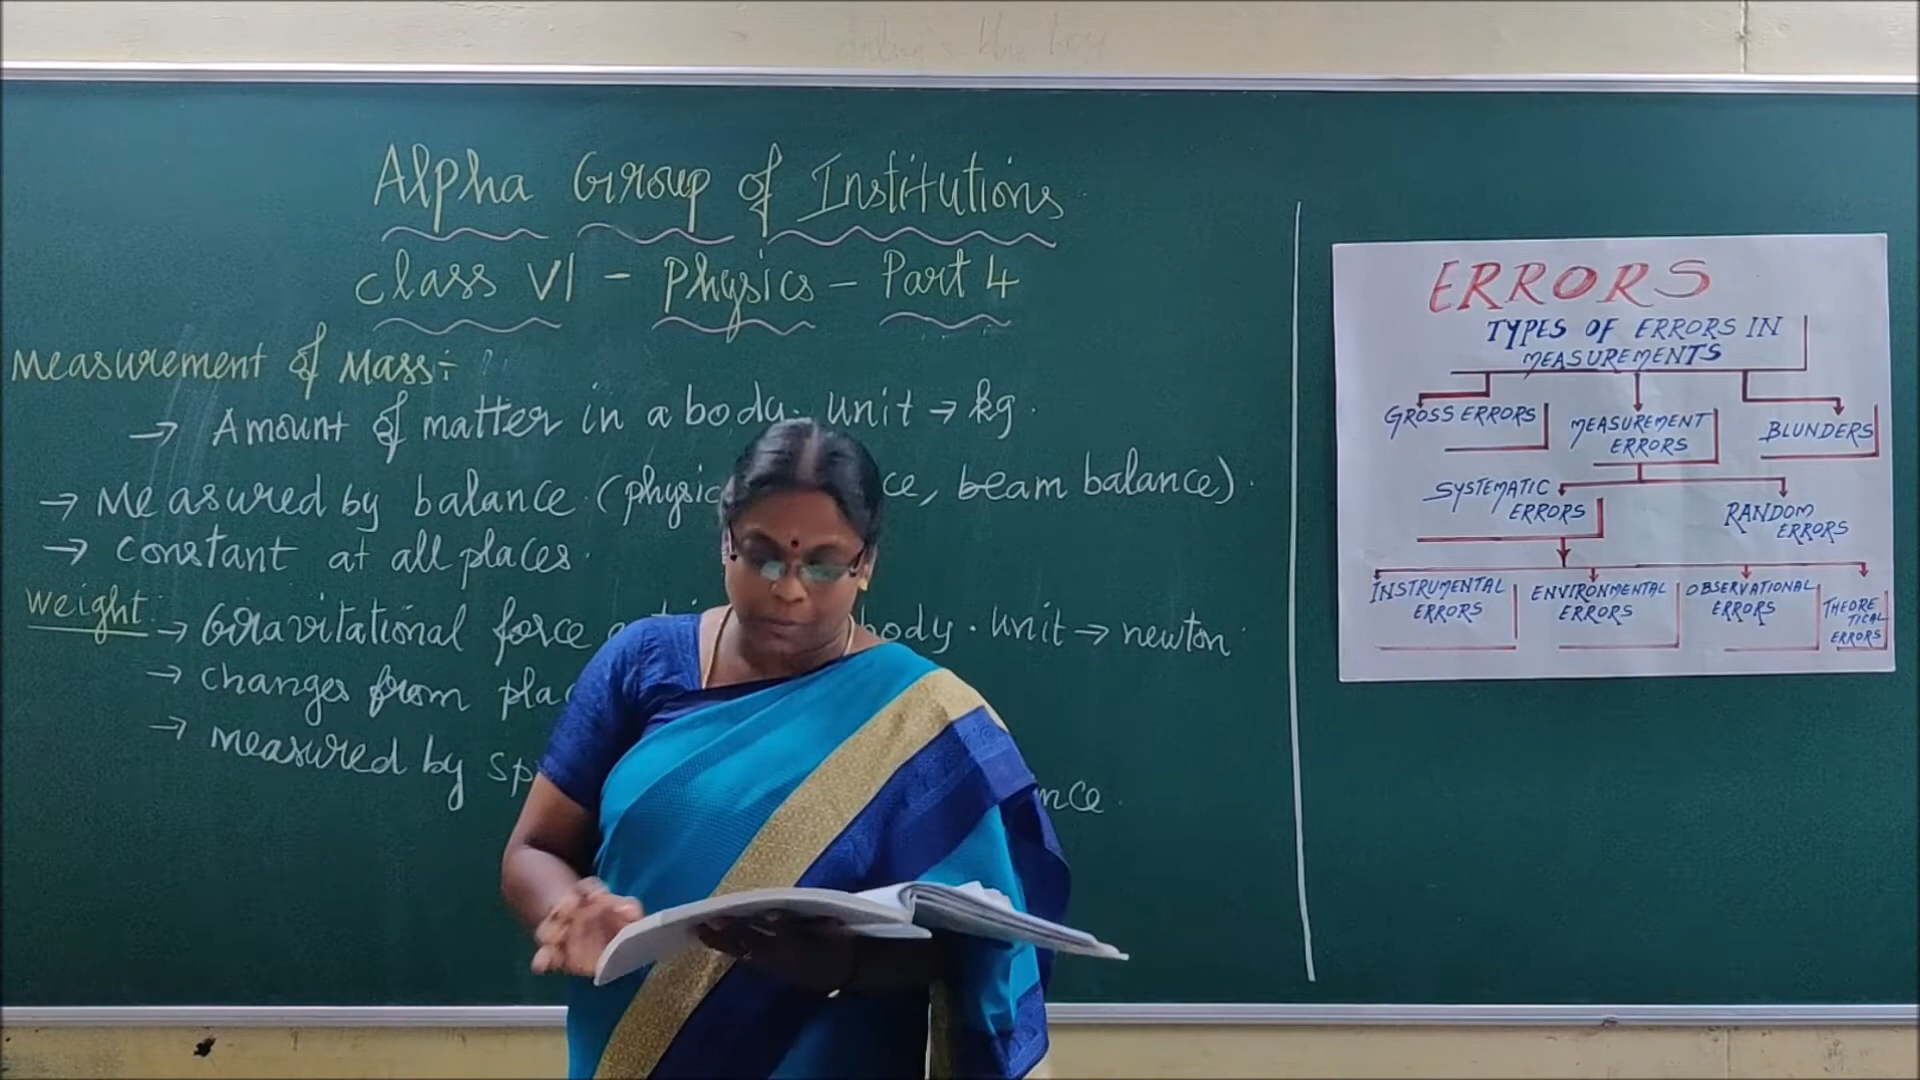 Alpha Group of Institutions
Class VI - Physics - Part 4
Measurement of Mass:-
→ Amount of matter in a body. unit → kg.
→ Measured by balance (physic ce, beam balance).
→ Constant at all places.
Weight:- → Gravitational force body. unit → newton.
→ changes from plac
→ measured by sp nce.
ERRORS
TYPES OF ERRORS IN
MEASUREMENTS
GROSS ERRORS
MEASUREMENT
ERRORS
BLUNDERS
SYSTEMATIC
ERRORS
RANDOM
ERRORS
INSTRUMENTAL
ERRORS
ENVIRONMENTAL
ERRORS
OBSERVATIONAL
ERRORS
THEORE
TICAL
ERRORS